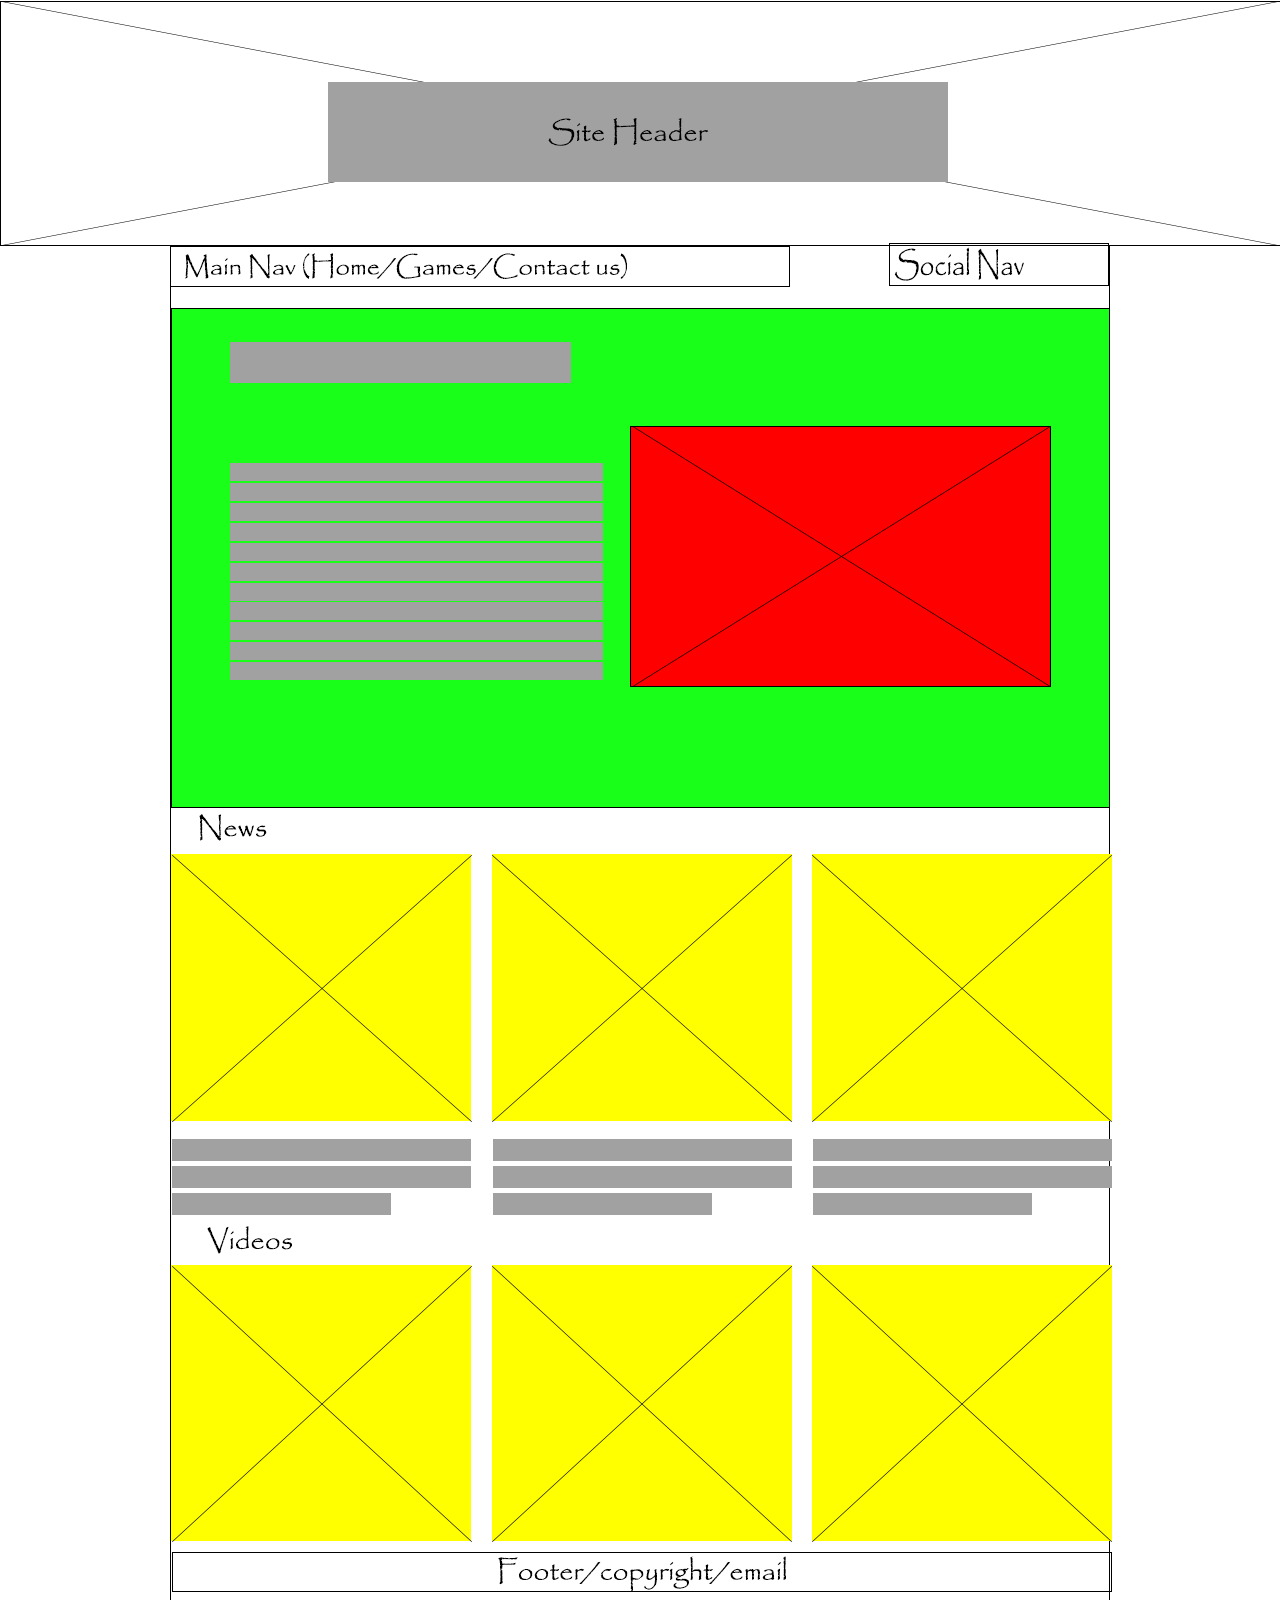 Site Header
Main Nav (Home/Games/Contact us)
Social Nav
News
Videos
Footer/copyright/email